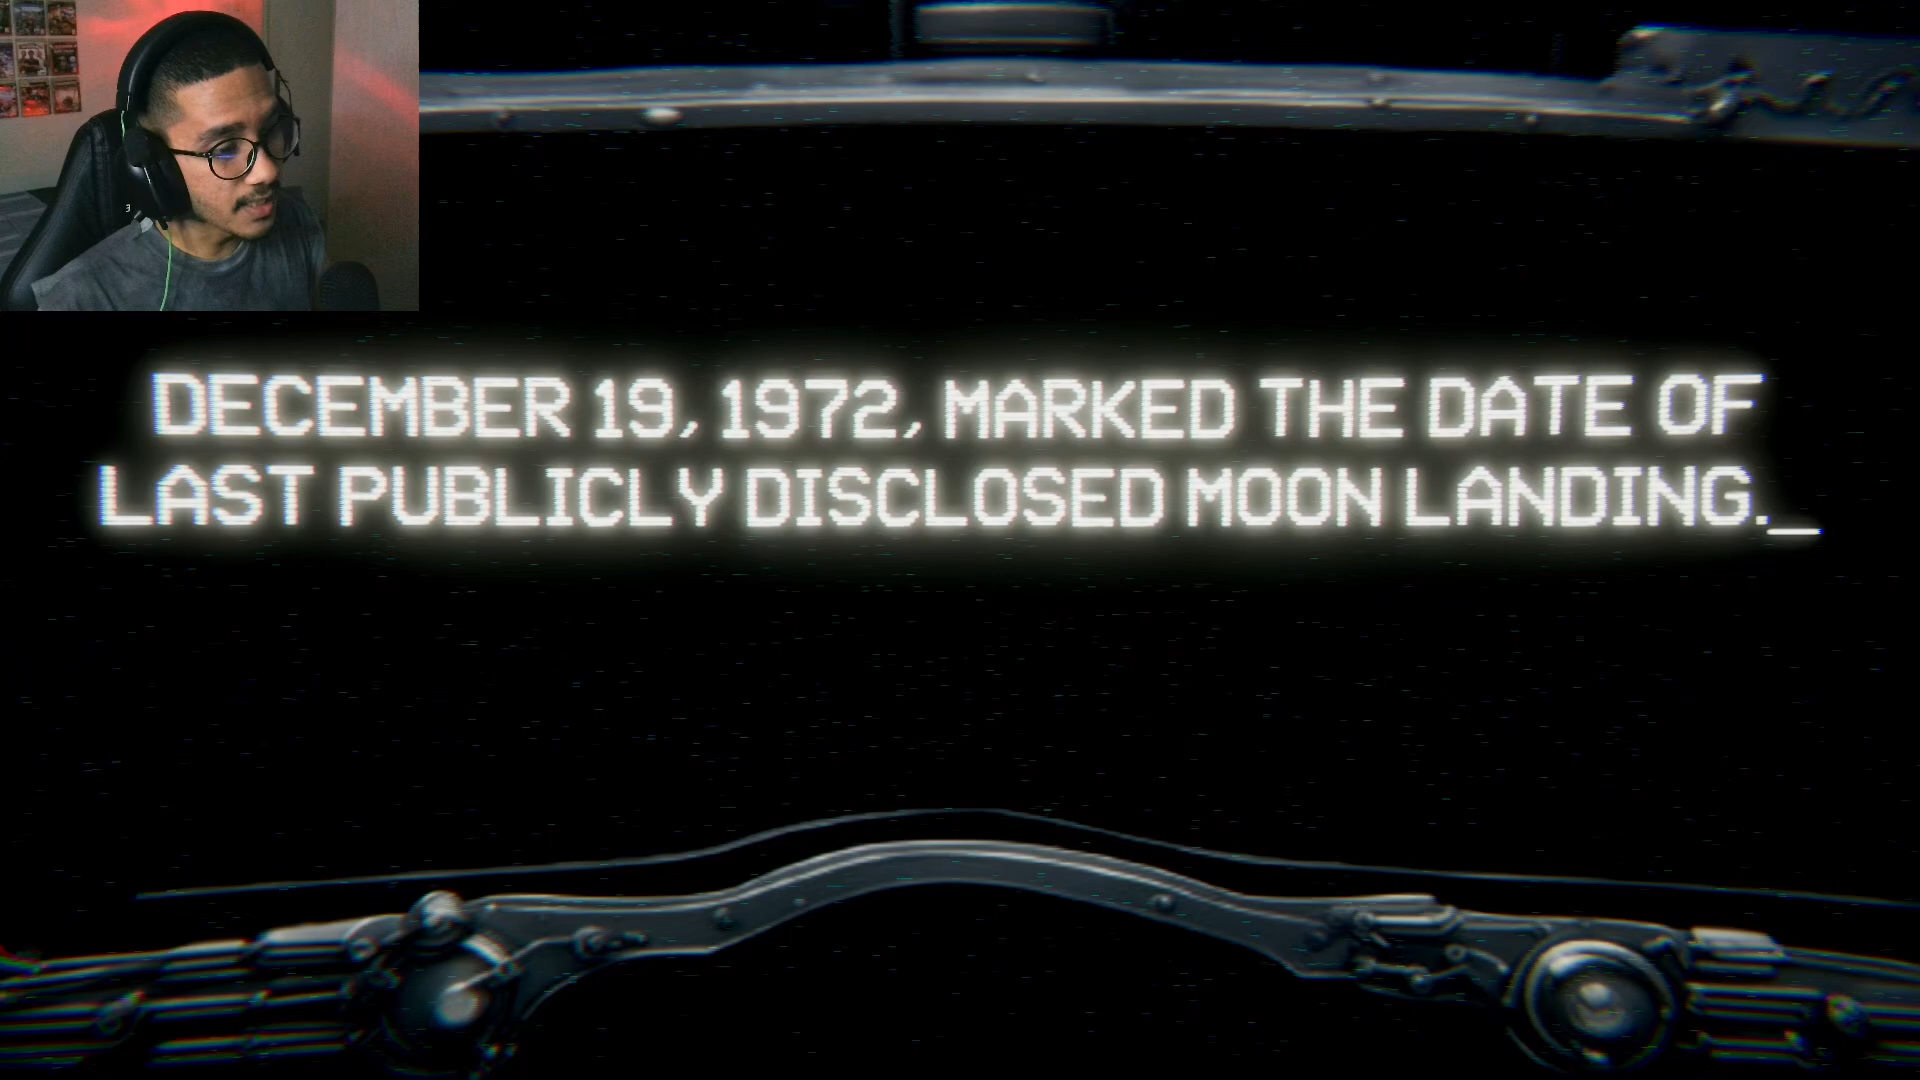 DECEMBER 19, 1972, MARKED THE DATE OF
LAST PUBLICLY DISCLOSED MOON LANDING._